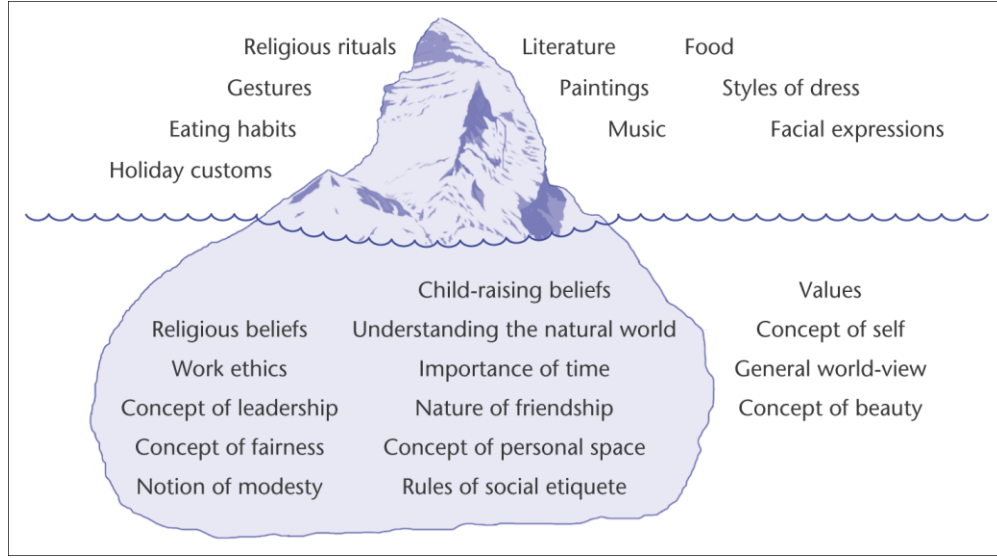 Religious rituals Literature Food
Gestures Paintings Styles of dress
Eating habits Music Facial expressions
Holiday customs
Child-raising beliefs Values
Religious beliefs Understanding the natural world Concept of self
Work ethics Importance of time General world-view
Concept of leadership Nature of friendship Concept of beauty
Concept of fairness Concept of personal space
Notion of modesty Rules of social etiquete